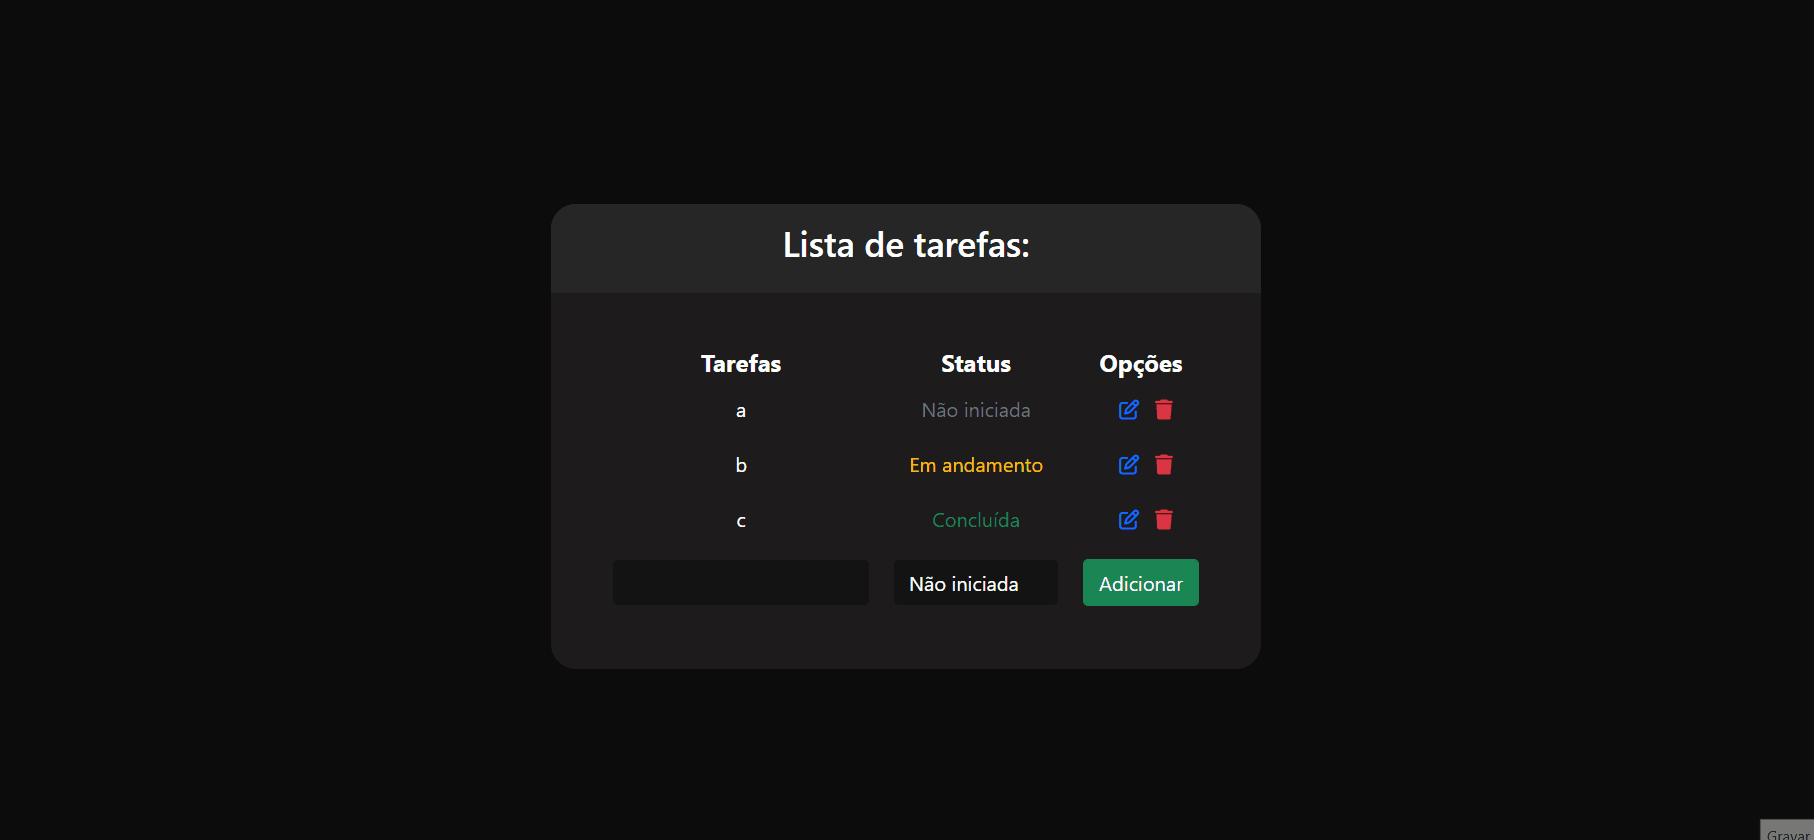 Lista de tarefas:
Tarefas Status Opções
a Não iniciada
b Em andamento
c Concluída
Não iniciada Adicionar
Gravar